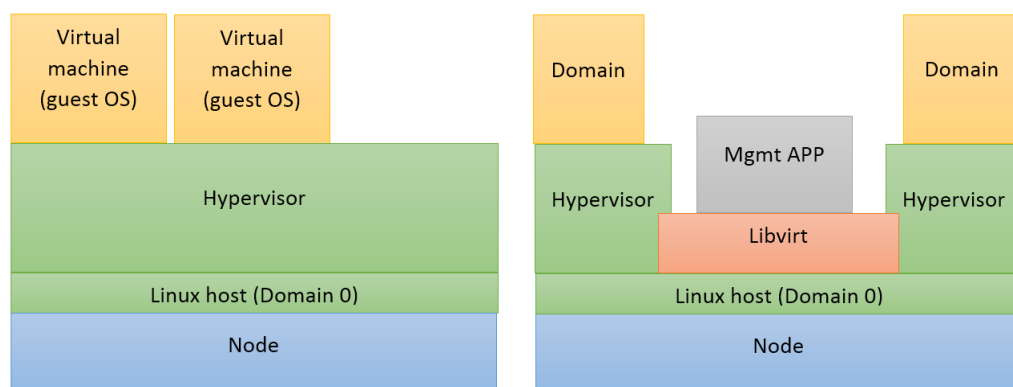 Virtual
machine
(guest OS)
Virtual
machine
(guest OS)
Hypervisor
Linux host (Domain 0)
Node
Domain
Domain
Mgmt APP
Hypervisor
Hypervisor
Libvirt
Linux host (Domain 0)
Node